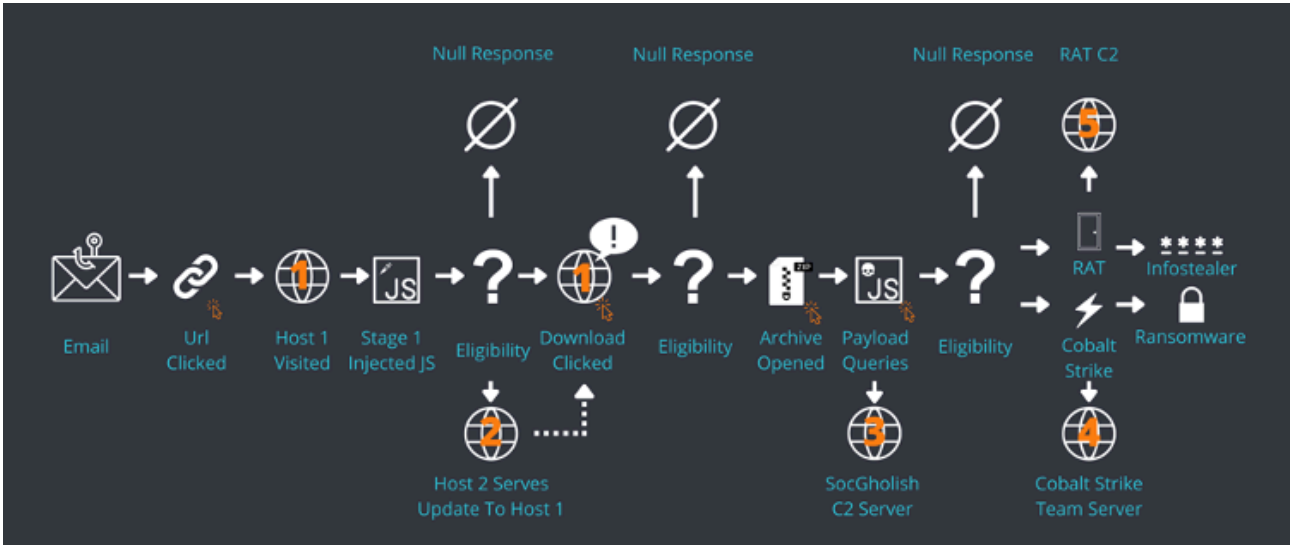 Null Response
Null Response
Null Response
RAT C2
5
!
1
JS
?
1
?
ZIP
JS
?
RAT
****
Infostealer
Email
Url
Clicked
Host 1
Visited
Stage 1
Injected JS
Eligibility
Download
Clicked
Eligibility
Archive
Opened
Payload
Queries
Eligibility
Cobalt
Strike
Ransomware
2
3
4
Host 2 Serves
Update To Host 1
SocGholish
C2 Server
Cobalt Strike
Team Server